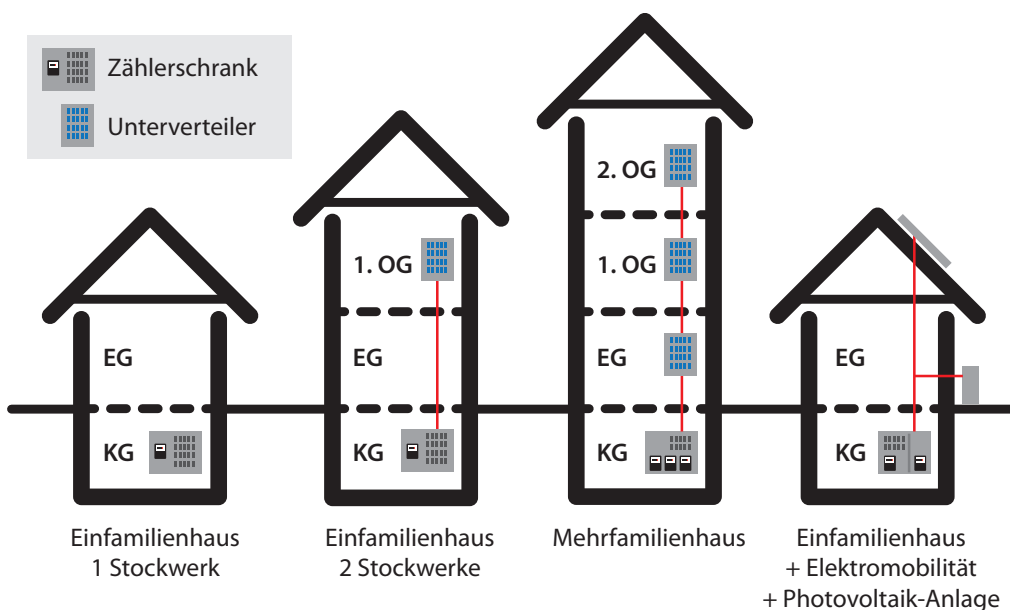 Zählerschrank
Unterverteiler
EG
KG
Einfamilienhaus
1 Stockwerk
1. OG
EG
KG
Einfamilienhaus
2 Stockwerke
2. OG
1. OG
EG
KG
Mehrfamilienhaus
EG
KG
Einfamilienhaus
+ Elektromobilität
+ Photovoltaik-Anlage